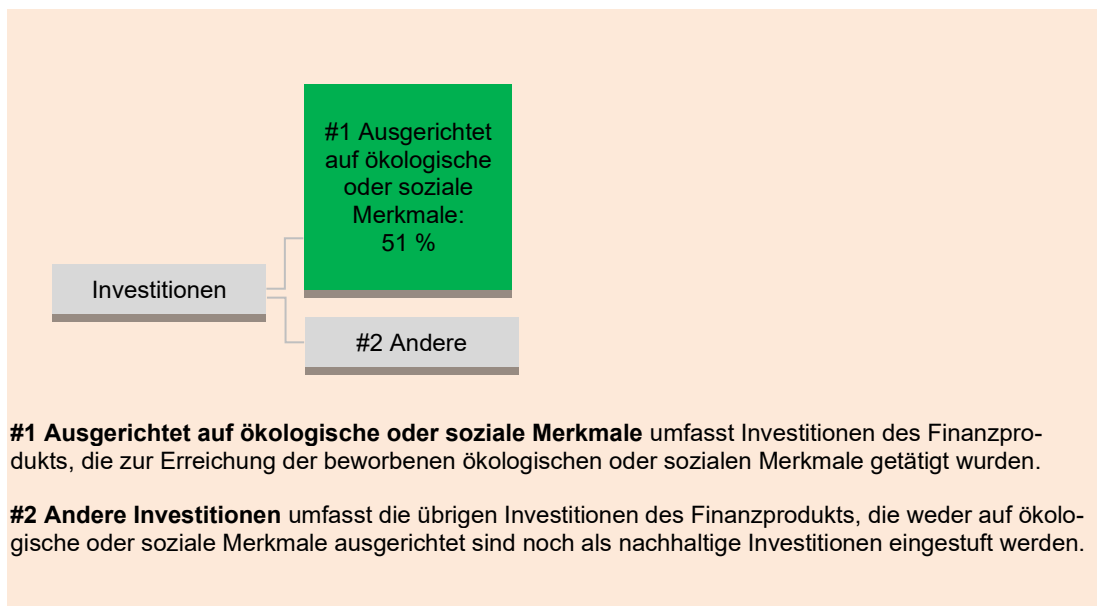 #1 Ausgerichtet
auf ökologische
oder soziale
Merkmale:
51 %
Investitionen
#2 Andere
#1 Ausgerichtet auf ökologische oder soziale Merkmale umfasst Investitionen des Finanzpro-
dukts, die zur Erreichung der beworbenen ökologischen oder sozialen Merkmale getätigt wurden.
#2 Andere Investitionen umfasst die übrigen Investitionen des Finanzprodukts, die weder auf ökolo-
gische oder soziale Merkmale ausgerichtet sind noch als nachhaltige Investitionen eingestuft werden.